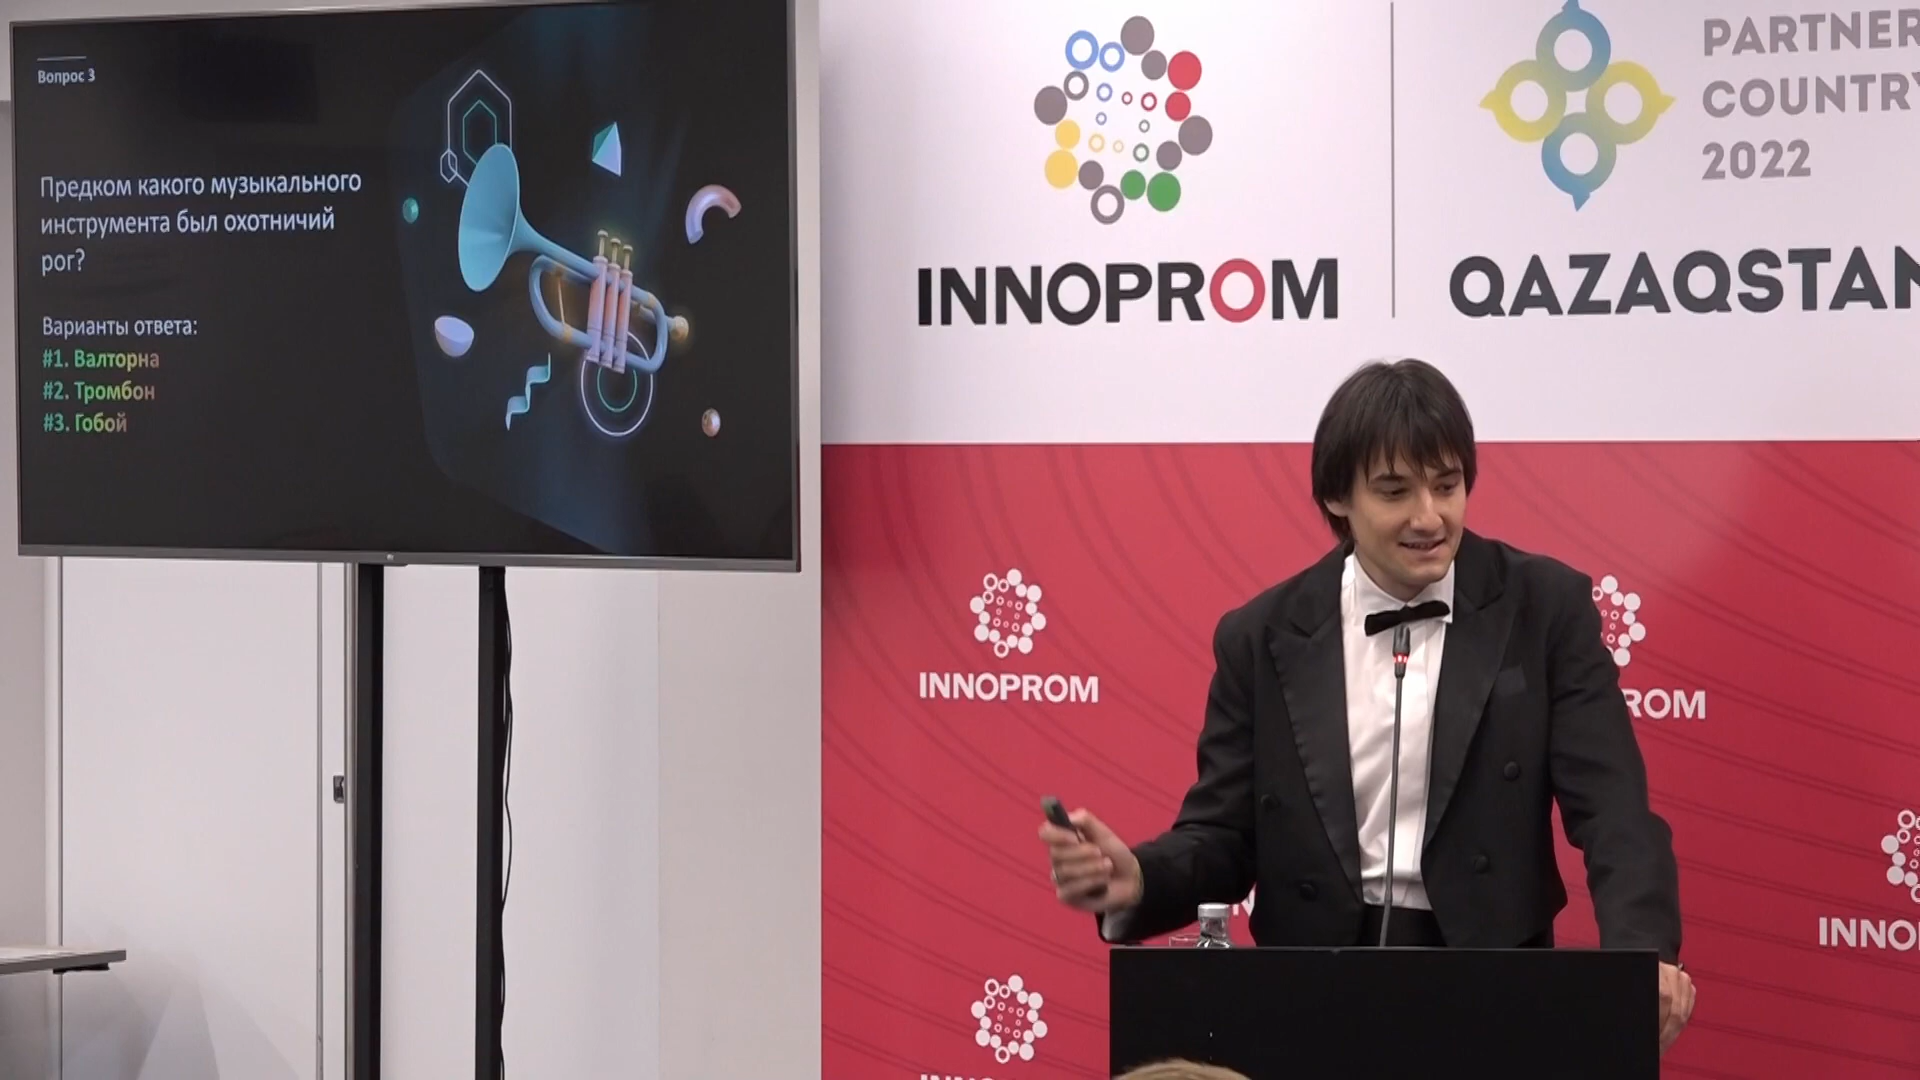 Вопрос 3
Предком какого музыкального
инструмента был охотничий
рог?
Варианты ответа:
#1. Валторна
#2. Тромбон
#3. Гобой
INNOPROM
PARTNER
COUNTRY
2022
QAZAQSTAN
INNOPROM
ROM
INNO